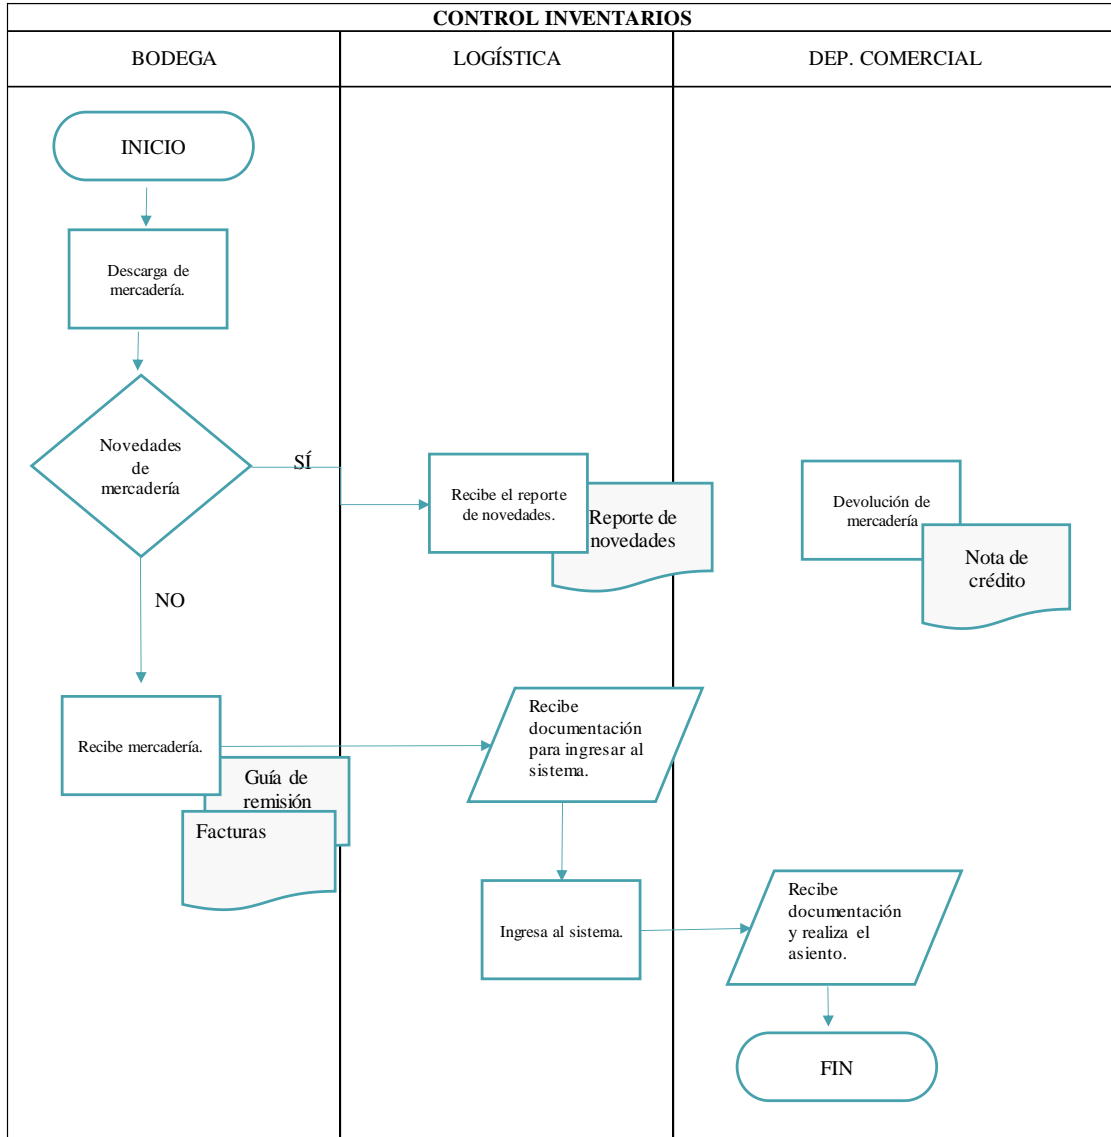 CONTROL INVENTARIOS
BODEGA
LOGÍSTICA
DEP. COMERCIAL
INICIO
Descarga de
mercadería.
Novedades
de
mercadería
SÍ
Recibe el reporte
de novedades.
Reporte de
novedades
Devolución de
mercadería
Nota de
crédito
NO
Recibe mercadería.
Guía de
remisión
Facturas
Recibe
documentación
para ingresar al
sistema.
Ingresa al sistema.
Recibe
documentación
y realiza el
asiento.
FIN